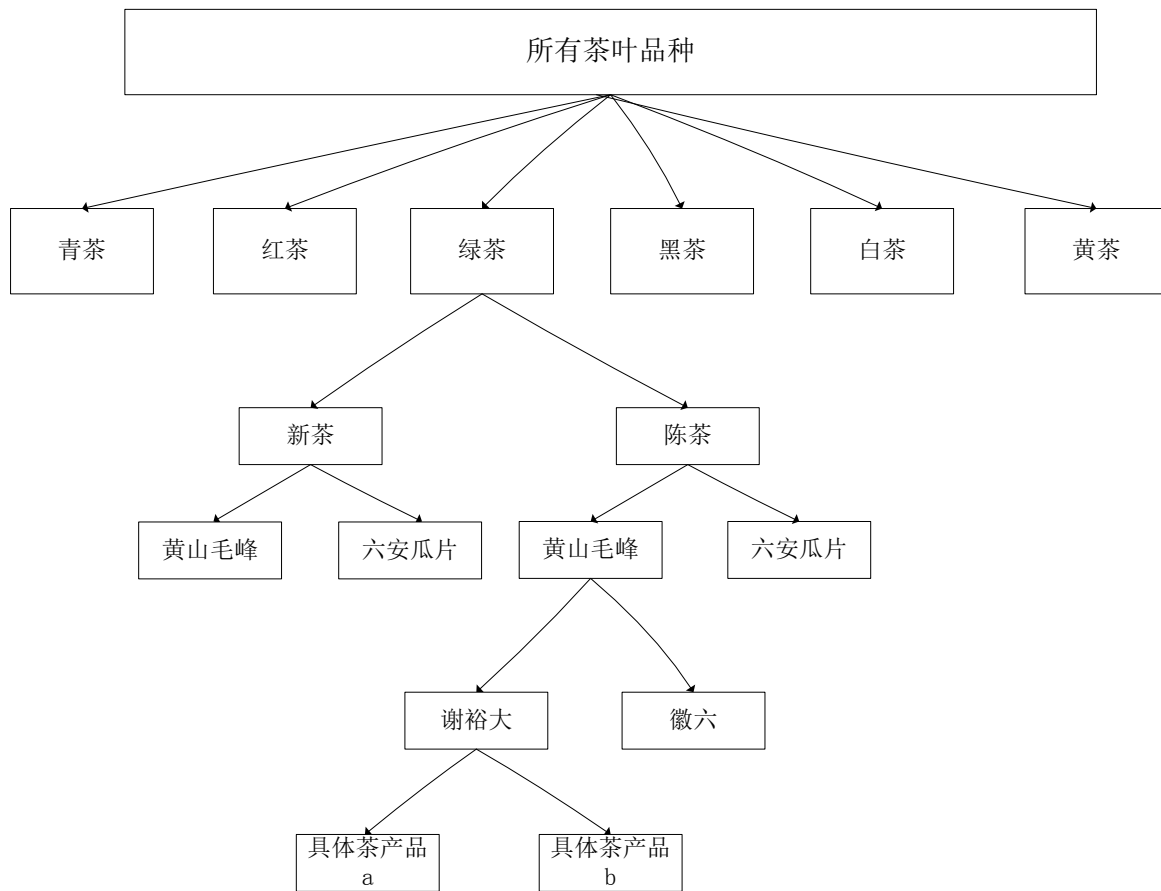 所有茶叶品种
青茶
红茶
绿茶
黑茶
白茶
黄茶
新茶
陈茶
黄山毛峰
六安瓜片
黄山毛峰
六安瓜片
谢裕大
徽六
具体茶产品
a
具体茶产品
b